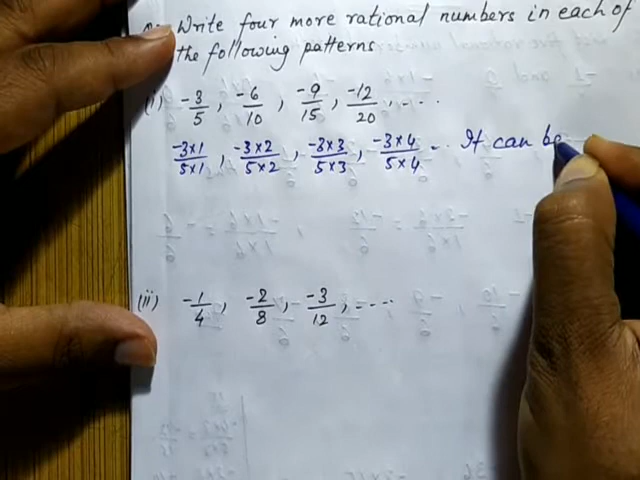 Write four more rational numbers in each of
the following patterns
(i) -3/5, -6/10, -9/15, -12/20, ....
-3×1/5×1, -3×2/5×2, -3×3/5×3, -3×4/5×4 .. It can be
(ii) -1/4, -2/8, -3/12, ....